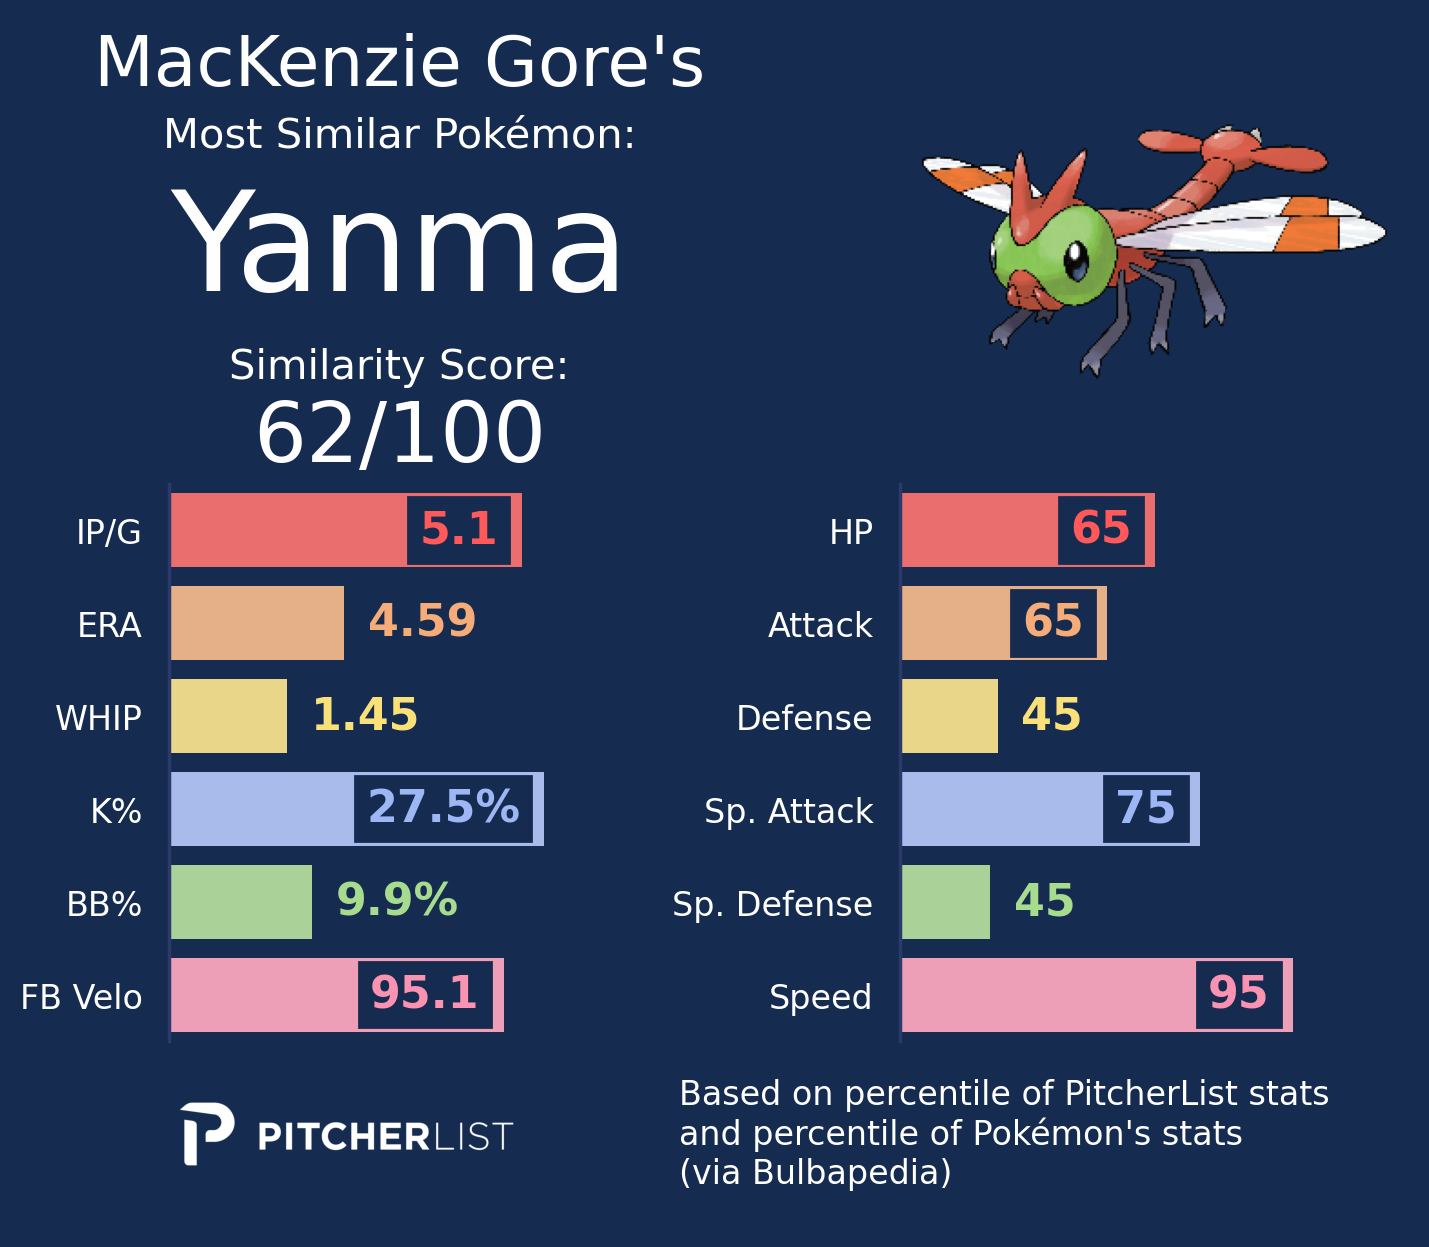 MacKenzie Gore's
Most Similar Pokémon:
Yanma
Similarity Score:
62/100
IP/G 5.1
ERA 4.59
WHIP 1.45
K% 27.5%
BB% 9.9%
FB Velo 95.1
HP 65
Attack 65
Defense 45
Sp. Attack 75
Sp. Defense 45
Speed 95
PITCHERLIST
Based on percentile of PitcherList stats
and percentile of Pokémon's stats
(via Bulbapedia)